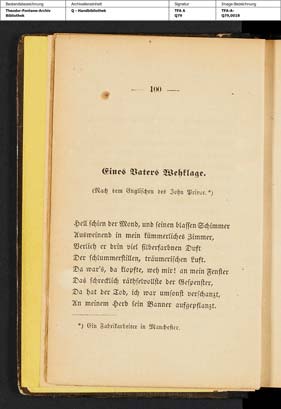 Bestandsbezeichnung
Archivalieneinheit
Signatur
Image-Bezeichnung
Theodor-Fontane-Archiv
Bibliothek
Q - Handbibliothek
TFA A
Q79
TFA-A-
Q79,0019
— 100 —
Eines Vaters Wehklage.
(Nach dem Englischen des John Prince.*)
Hell schien der Mond, und seinen blassen Schimmer
Ausweinend in mein kümmerliches Zimmer,
Verlieh er drin viel silberfarbnen Duft
Der schlummerstillen, träumerischen Luft.
Da war's, da klopfte, weh mir! an mein Fenster
Das schrecklich räthselvollste der Gespenster,
Da hat der Tod, ich war umsonst verschanzt,
An meinem Herd sein Banner aufgepflanzt.
*) Ein Fabrikarbeiter in Manchester.